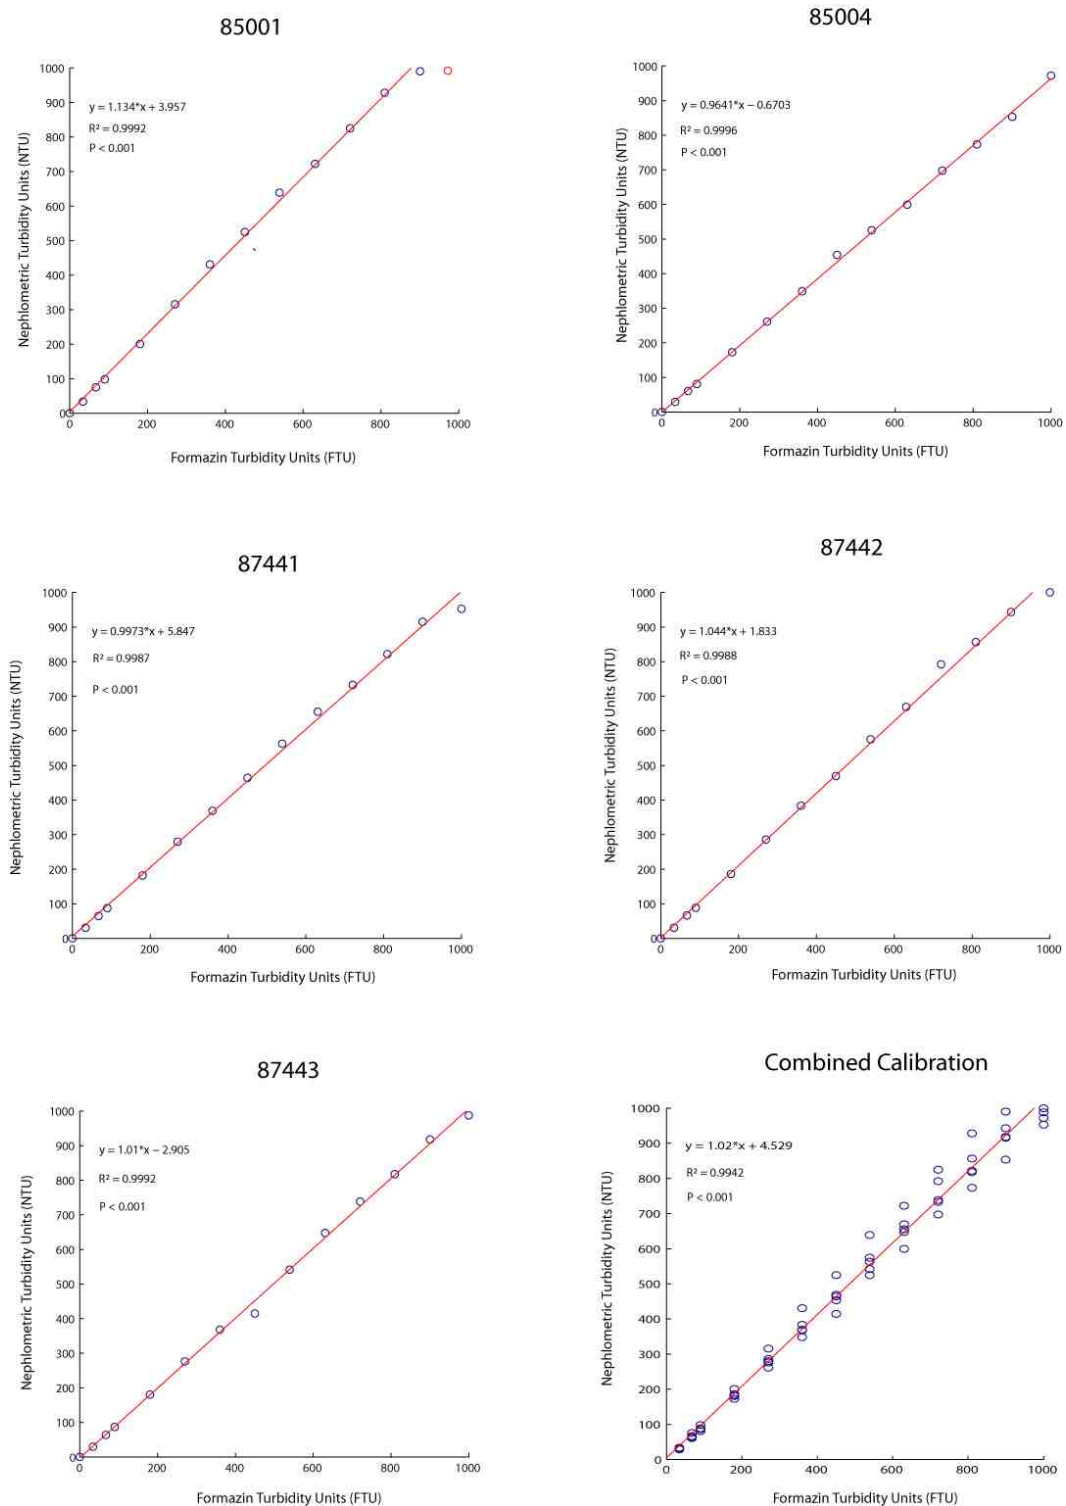 85001
1000
900
800
700
600
500
400
300
200
100
0
y = 1.134*x + 3.957
R² = 0.9992
P < 0.001
Nephlometric Turbidity Units (NTU)
0 200 400 600 800 1000
Formazin Turbidity Units (FTU)
85004
1000
900
800
700
600
500
400
300
200
100
0
y = 0.9641*x − 0.6703
R² = 0.9996
P < 0.001
Nephlometric Turbidity Units (NTU)
0 200 400 600 800 1000
Formazin Turbidity Units (FTU)
87441
1000
900
800
700
600
500
400
300
200
100
0
y = 0.9973*x + 5.847
R² = 0.9987
P < 0.001
Nephlometric Turbidity Units (NTU)
0 200 400 600 800 1000
Formazin Turbidity Units (FTU)
87442
1000
900
800
700
600
500
400
300
200
100
0
y = 1.044*x + 1.833
R² = 0.9988
P < 0.001
Nephlometric Turbidity Units (NTU)
0 200 400 600 800 1000
Formazin Turbidity Units (FTU)
87443
1000
900
800
700
600
500
400
300
200
100
0
y = 1.01*x − 2.905
R² = 0.9992
P < 0.001
Nephlometric Turbidity Units (NTU)
0 200 400 600 800 1000
Formazin Turbidity Units (FTU)
Combined Calibration
1000
900
800
700
600
500
400
300
200
100
0
y = 1.02*x + 4.529
R² = 0.9942
P < 0.001
Nephlometric Turbidity Units (NTU)
0 200 400 600 800 1000
Formazin Turbidity Units (FTU)